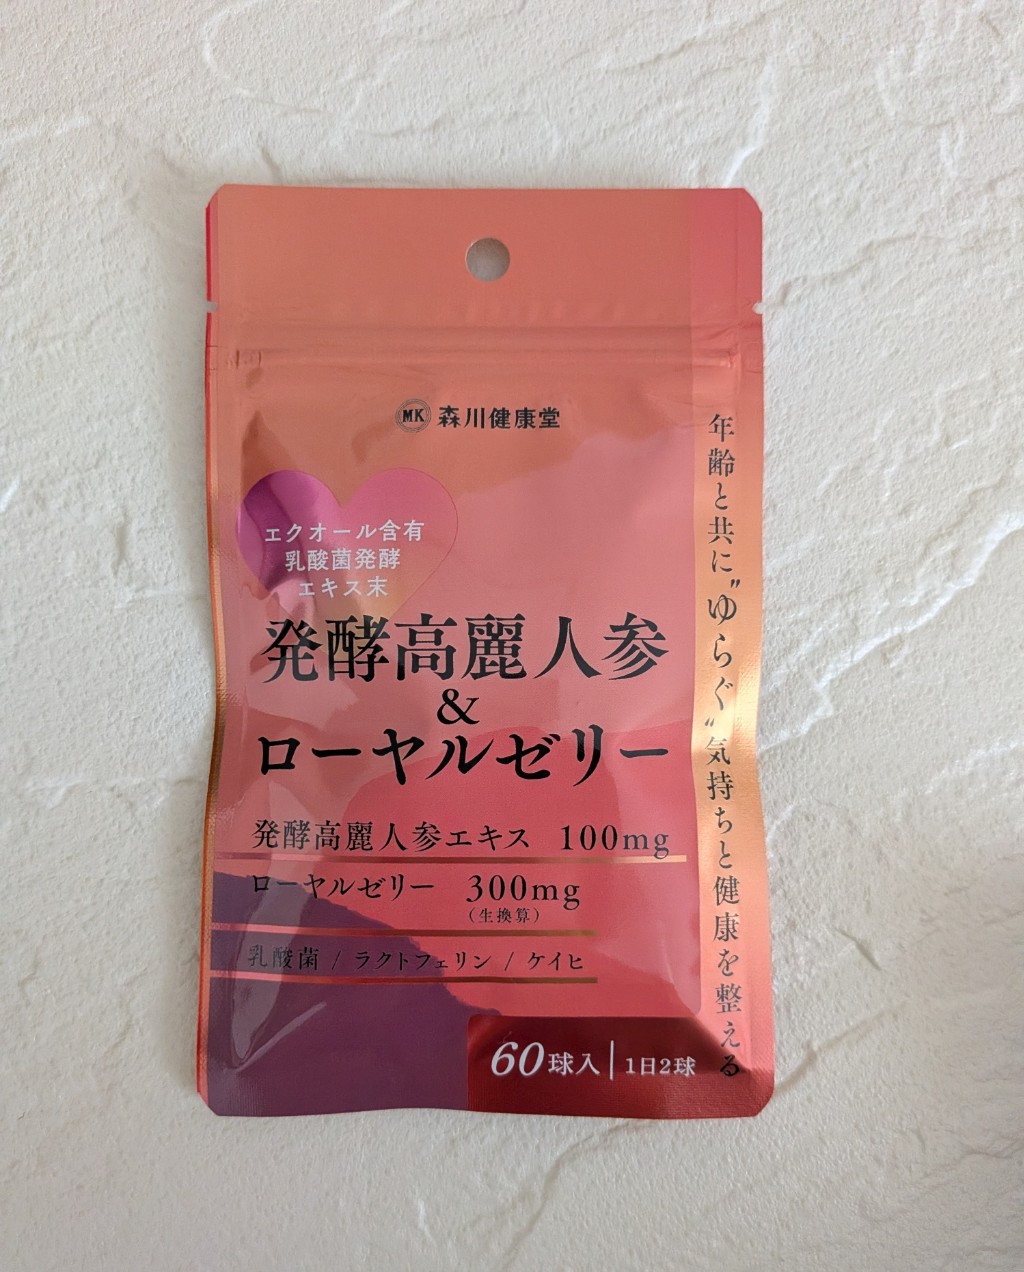 MK 森川健康堂
エクオール含有
乳酸菌発酵
エキス末
発酵高麗人参
&
ローヤルゼリー
発酵高麗人参エキス 100mg
ローヤルゼリー 300mg
（生換算）
乳酸菌 / ラクトフェリン / ケイヒ
60球入 | 1日2球
年齢と共に〝ゆらぐ〟気持ちと健康を整える